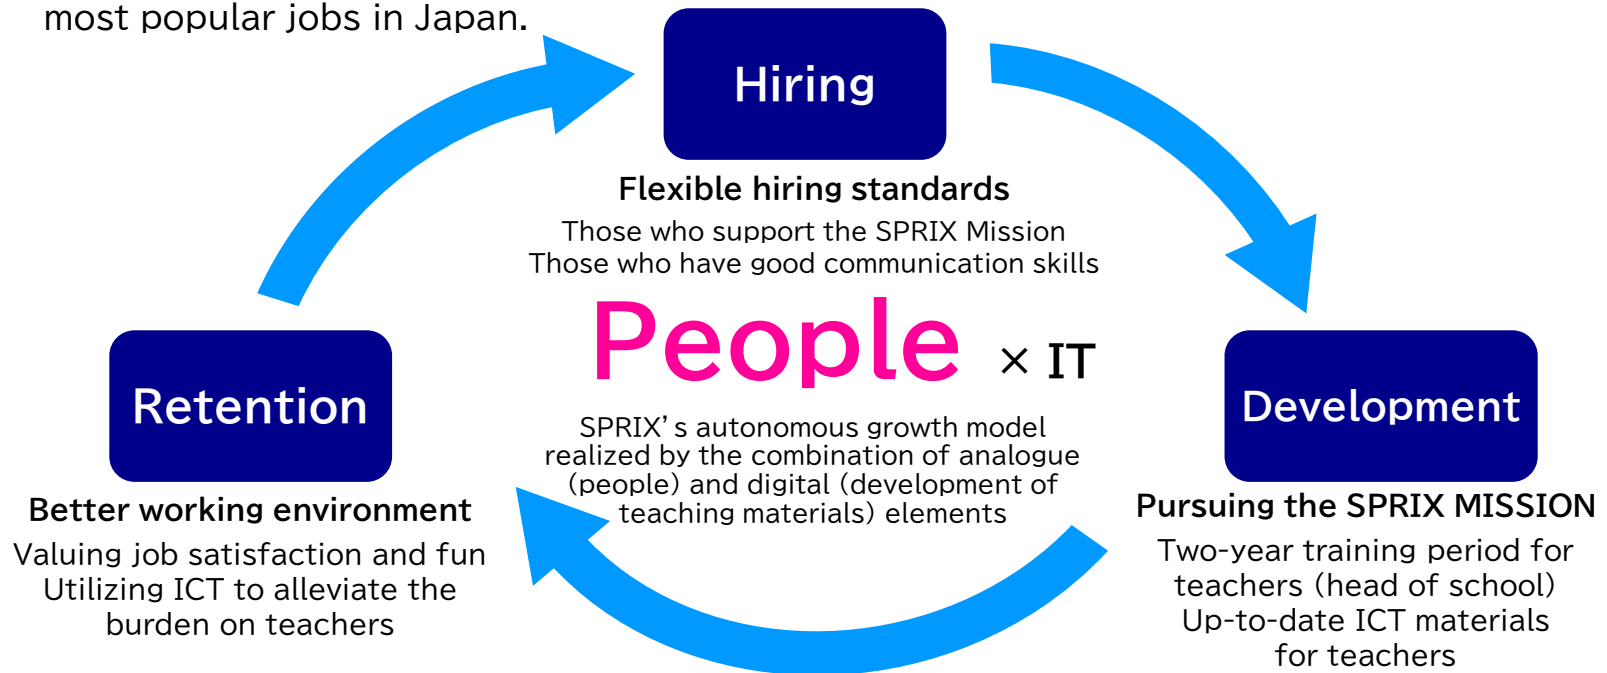 most popular jobs in Japan.
Hiring
Flexible hiring standards
Those who support the SPRIX Mission
Those who have good communication skills
People × IT
SPRIX's autonomous growth model
realized by the combination of analogue
(people) and digital (development of
teaching materials) elements
Retention
Better working environment
Valuing job satisfaction and fun
Utilizing ICT to alleviate the
burden on teachers
Development
Pursuing the SPRIX MISSION
Two-year training period for
teachers (head of school)
Up-to-date ICT materials
for teachers